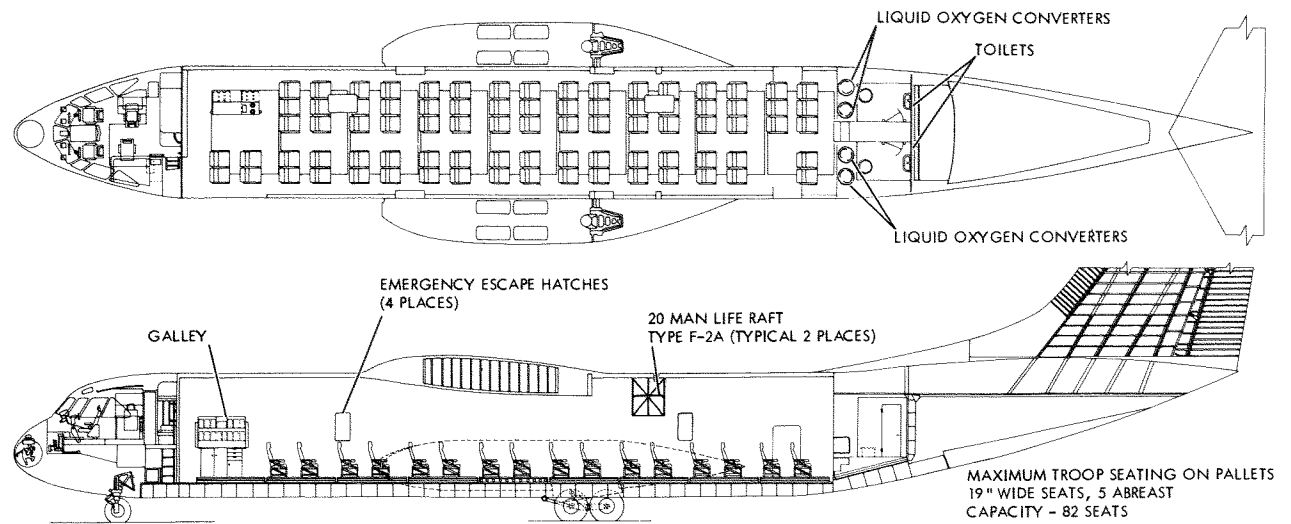 LIQUID OXYGEN CONVERTERS
TOILETS
LIQUID OXYGEN CONVERTERS
EMERGENCY ESCAPE HATCHES
(4 PLACES)
GALLEY
20 MAN LIFE RAFT
TYPE F-2A (TYPICAL 2 PLACES)
MAXIMUM TROOP SEATING ON PALLETS
19" WIDE SEATS, 5 ABREAST
CAPACITY - 82 SEATS